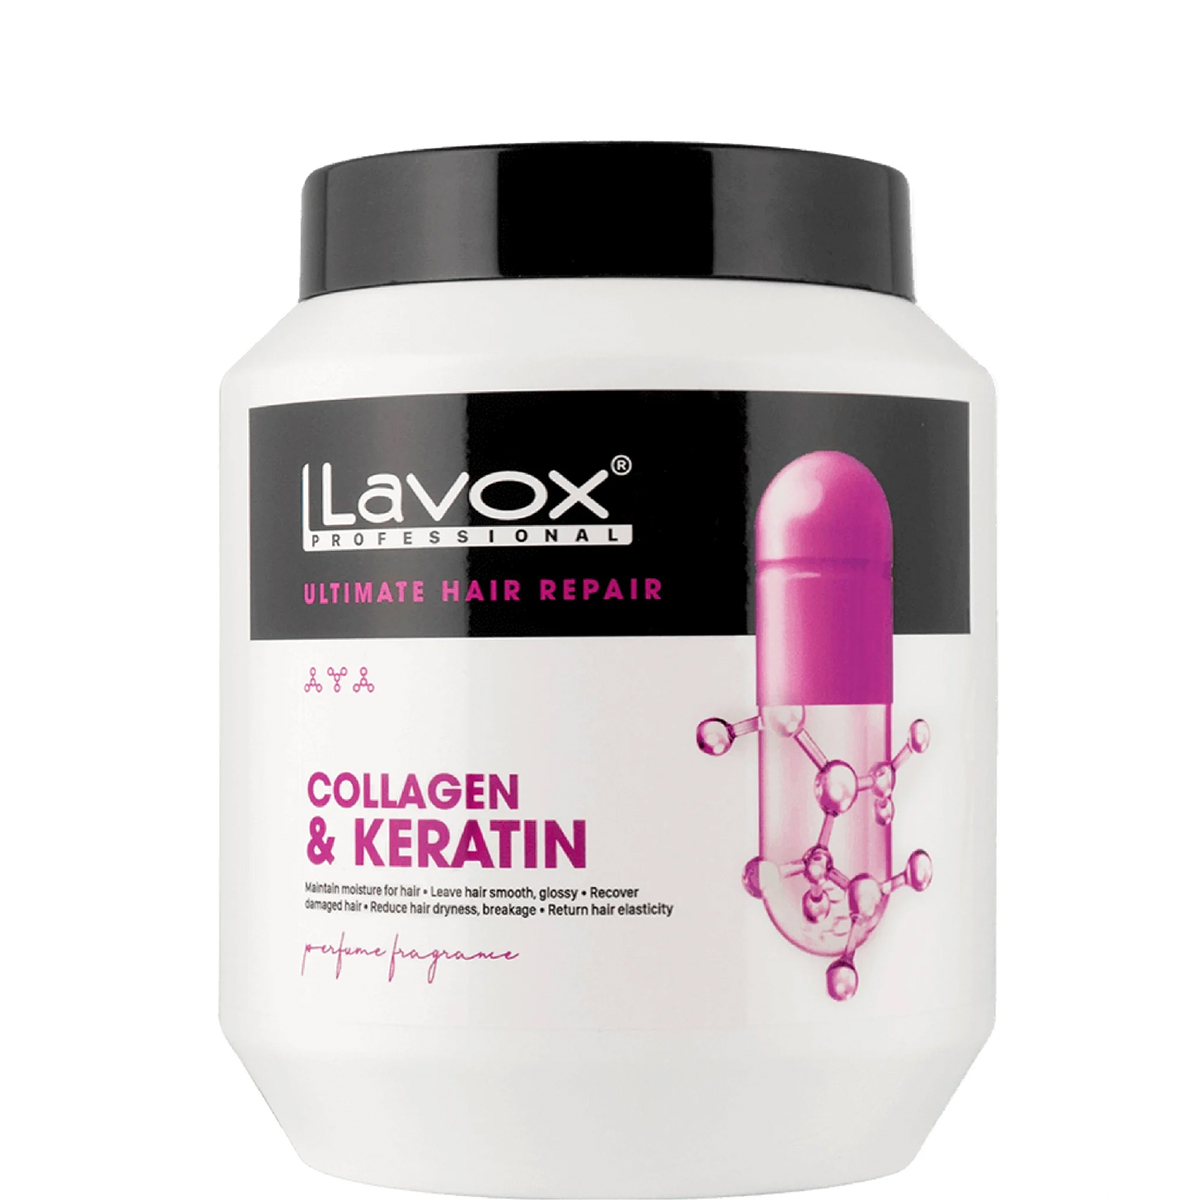 Lavox®
PROFESSIONAL
ULTIMATE HAIR REPAIR
COLLAGEN
& KERATIN
Maintain moisture for hair • Leave hair smooth, glossy • Recover
damaged hair • Reduce hair dryness, breakage • Return hair elasticity
perfume fragrance